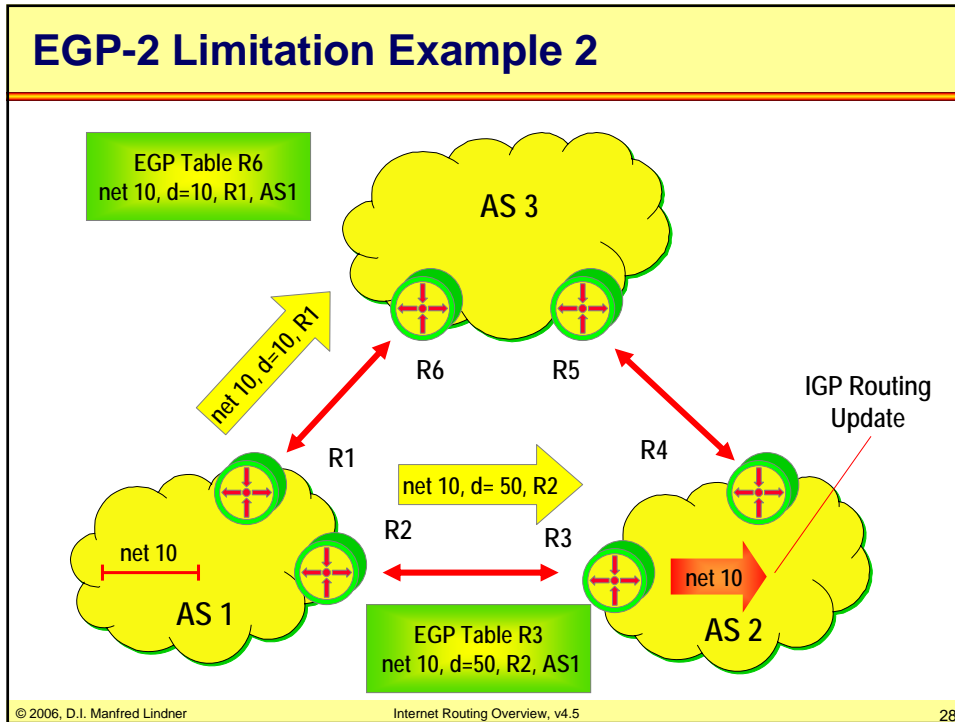 EGP-2 Limitation Example 2
EGP Table R6
net 10, d=10, R1, AS1
AS 3
net 10, d=10, R1
R6
R5
IGP Routing
Update
R1
R4
net 10, d= 50, R2
R2
R3
net 10
net 10
AS 1
AS 2
EGP Table R3
net 10, d=50, R2, AS1
© 2006, D.I. Manfred Lindner
Internet Routing Overview, v4.5
28